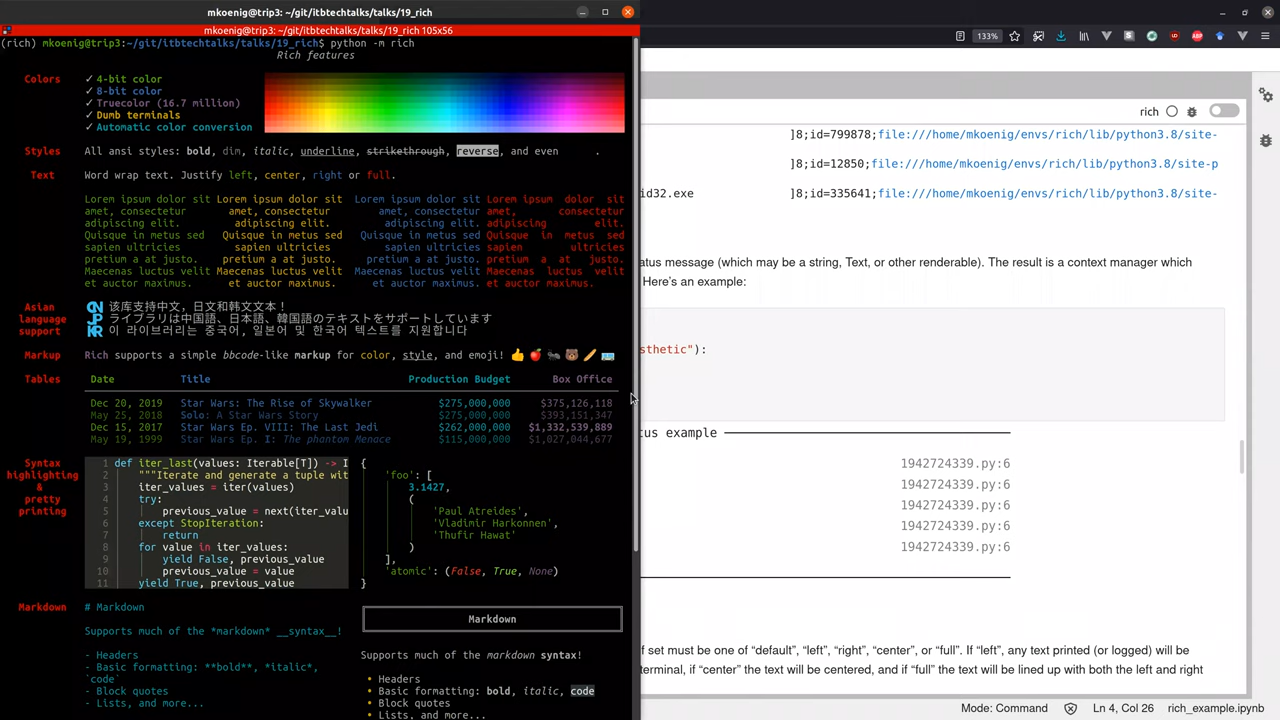 mkoenig@trip3: ~/git/itbtechtalks/talks/19_rich
mkoenig@trip3: ~/git/itbtechtalks/talks/19_rich 105x56
(rich) mkoenig@trip3:~/git/itbtechtalks/talks/19_rich$ python -m rich
Rich features
Colors ✓ 4-bit color
✓ 8-bit color
✓ Truecolor (16.7 million)
✓ Dumb terminals
✓ Automatic color conversion
Styles All ansi styles: bold, dim, italic, underline, strikethrough, reverse, and even .
Text Word wrap text. Justify left, center, right or full.
Lorem ipsum dolor sit Lorem ipsum dolor sit Lorem ipsum dolor sit Lorem ipsum dolor sit
amet, consectetur amet, consectetur amet, consectetur amet, consectetur
adipiscing elit. adipiscing elit. adipiscing elit. adipiscing elit.
Quisque in metus sed Quisque in metus sed Quisque in metus sed Quisque in metus sed
sapien ultricies sapien ultricies sapien ultricies sapien ultricies
pretium a at justo. pretium a at justo. pretium a at justo. pretium a at justo.
Maecenas luctus velit Maecenas luctus velit Maecenas luctus velit Maecenas luctus velit
et auctor maximus. et auctor maximus. et auctor maximus. et auctor maximus.
Asian 🇨🇳 该库支持中文，日文和韩文文本！
language 🇯🇵 ライブラリは中国語、日本語、韓国語のテキストをサポートしています
support 🇰🇷 이 라이브러리는 중국어, 일본어 및 한국어 텍스트를 지원합니다
Markup Rich supports a simple bbcode-like markup for color, style, and emoji! 👍 🍎 🐜 🐻 🥖 🚌
Tables Date Title Production Budget Box Office
Dec 20, 2019 Star Wars: The Rise of Skywalker $275,000,000 $375,126,118
May 25, 2018 Solo: A Star Wars Story $275,000,000 $393,151,347
Dec 15, 2017 Star Wars Ep. VIII: The Last Jedi $262,000,000 $1,332,539,889
May 19, 1999 Star Wars Ep. I: The phantom Menace $115,000,000 $1,027,044,677
Syntax 1 def iter_last(values: Iterable[T]) -> I {
highlighting 2 """Iterate and generate a tuple wit 'foo': [
& 3 iter_values = iter(values) 3.1427,
pretty 4 try: (
printing 5 previous_value = next(iter_valu 'Paul Atreides',
6 except StopIteration: 'Vladimir Harkonnen',
7 return 'Thufir Hawat'
8 for value in iter_values: )
9 yield False, previous_value ],
10 previous_value = value 'atomic': (False, True, None)
11 yield True, previous_value }
Markdown # Markdown
Markdown
Supports much of the *markdown* __syntax__!
Supports much of the markdown syntax!
- Headers
- Basic formatting: **bold**, *italic*,
`code`
- Block quotes
- Lists, and more...
• Headers
• Basic formatting: bold, italic, code
• Block quotes
• Lists, and more...
133%
rich
]8;id=799878;file:///home/mkoenig/envs/rich/lib/python3.8/site-
]8;id=12850;file:///home/mkoenig/envs/rich/lib/python3.8/site-p
id32.exe ]8;id=335641;file:///home/mkoenig/envs/rich/lib/python3.8/site-
atus message (which may be a string, Text, or other renderable). The result is a context manager which
Here's an example:
sthetic"):
tus example
1942724339.py:6
1942724339.py:6
1942724339.py:6
1942724339.py:6
1942724339.py:6
if set must be one of "default", "left", "right", "center", or "full". If "left", any text printed (or logged) will be
terminal, if "center" the text will be centered, and if "full" the text will be lined up with both the left and right
Mode: Command Ln 4, Col 26 rich_example.ipynb